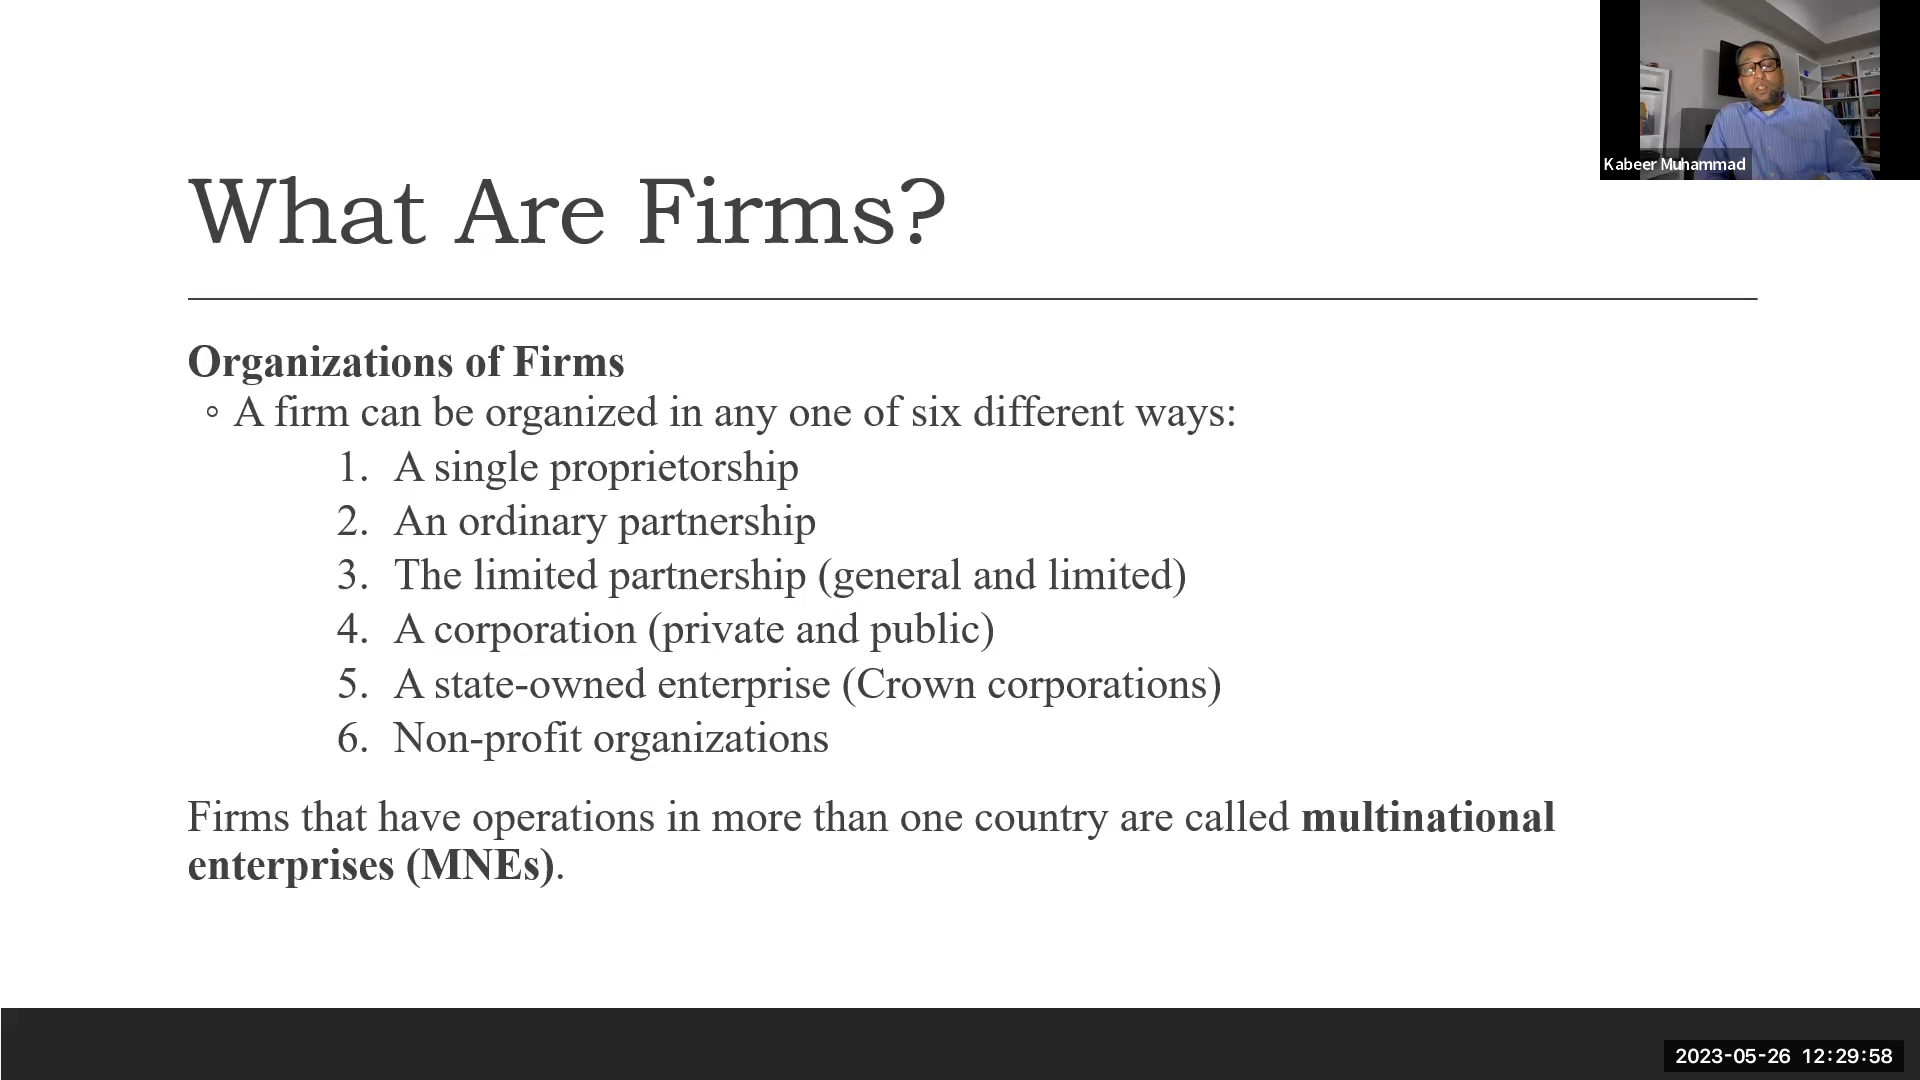 Kabeer Muhammad
What Are Firms?
Organizations of Firms
◦ A firm can be organized in any one of six different ways:
1. A single proprietorship
2. An ordinary partnership
3. The limited partnership (general and limited)
4. A corporation (private and public)
5. A state-owned enterprise (Crown corporations)
6. Non-profit organizations
Firms that have operations in more than one country are called multinational
enterprises (MNEs).
2023-05-26 12:29:58